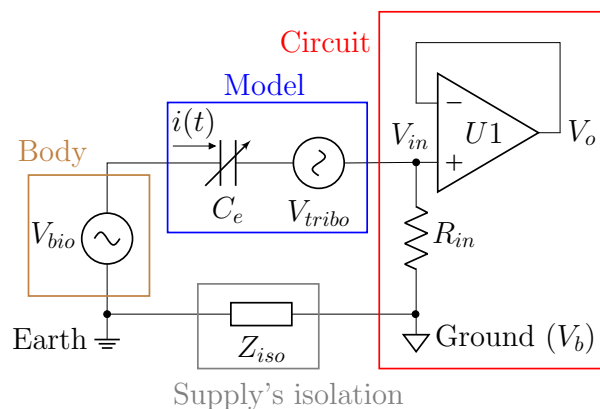 Circuit
Model
i(t)
V_in
U1
V_o
Body
V_bio
C_e
V_tribo
R_in
Earth
Z_iso
Ground (V_b)
Supply's isolation